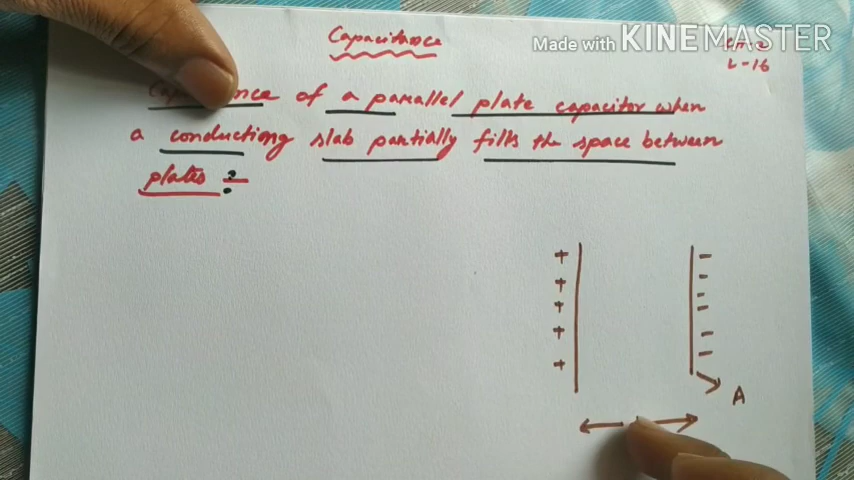 Capacitance
Made with KINEMASTER
L-16
of a parallel plate capacitor when
a conducting slab partially fills the space between
plates :-
+ -
+ -
+ -
+ -
+ -
A